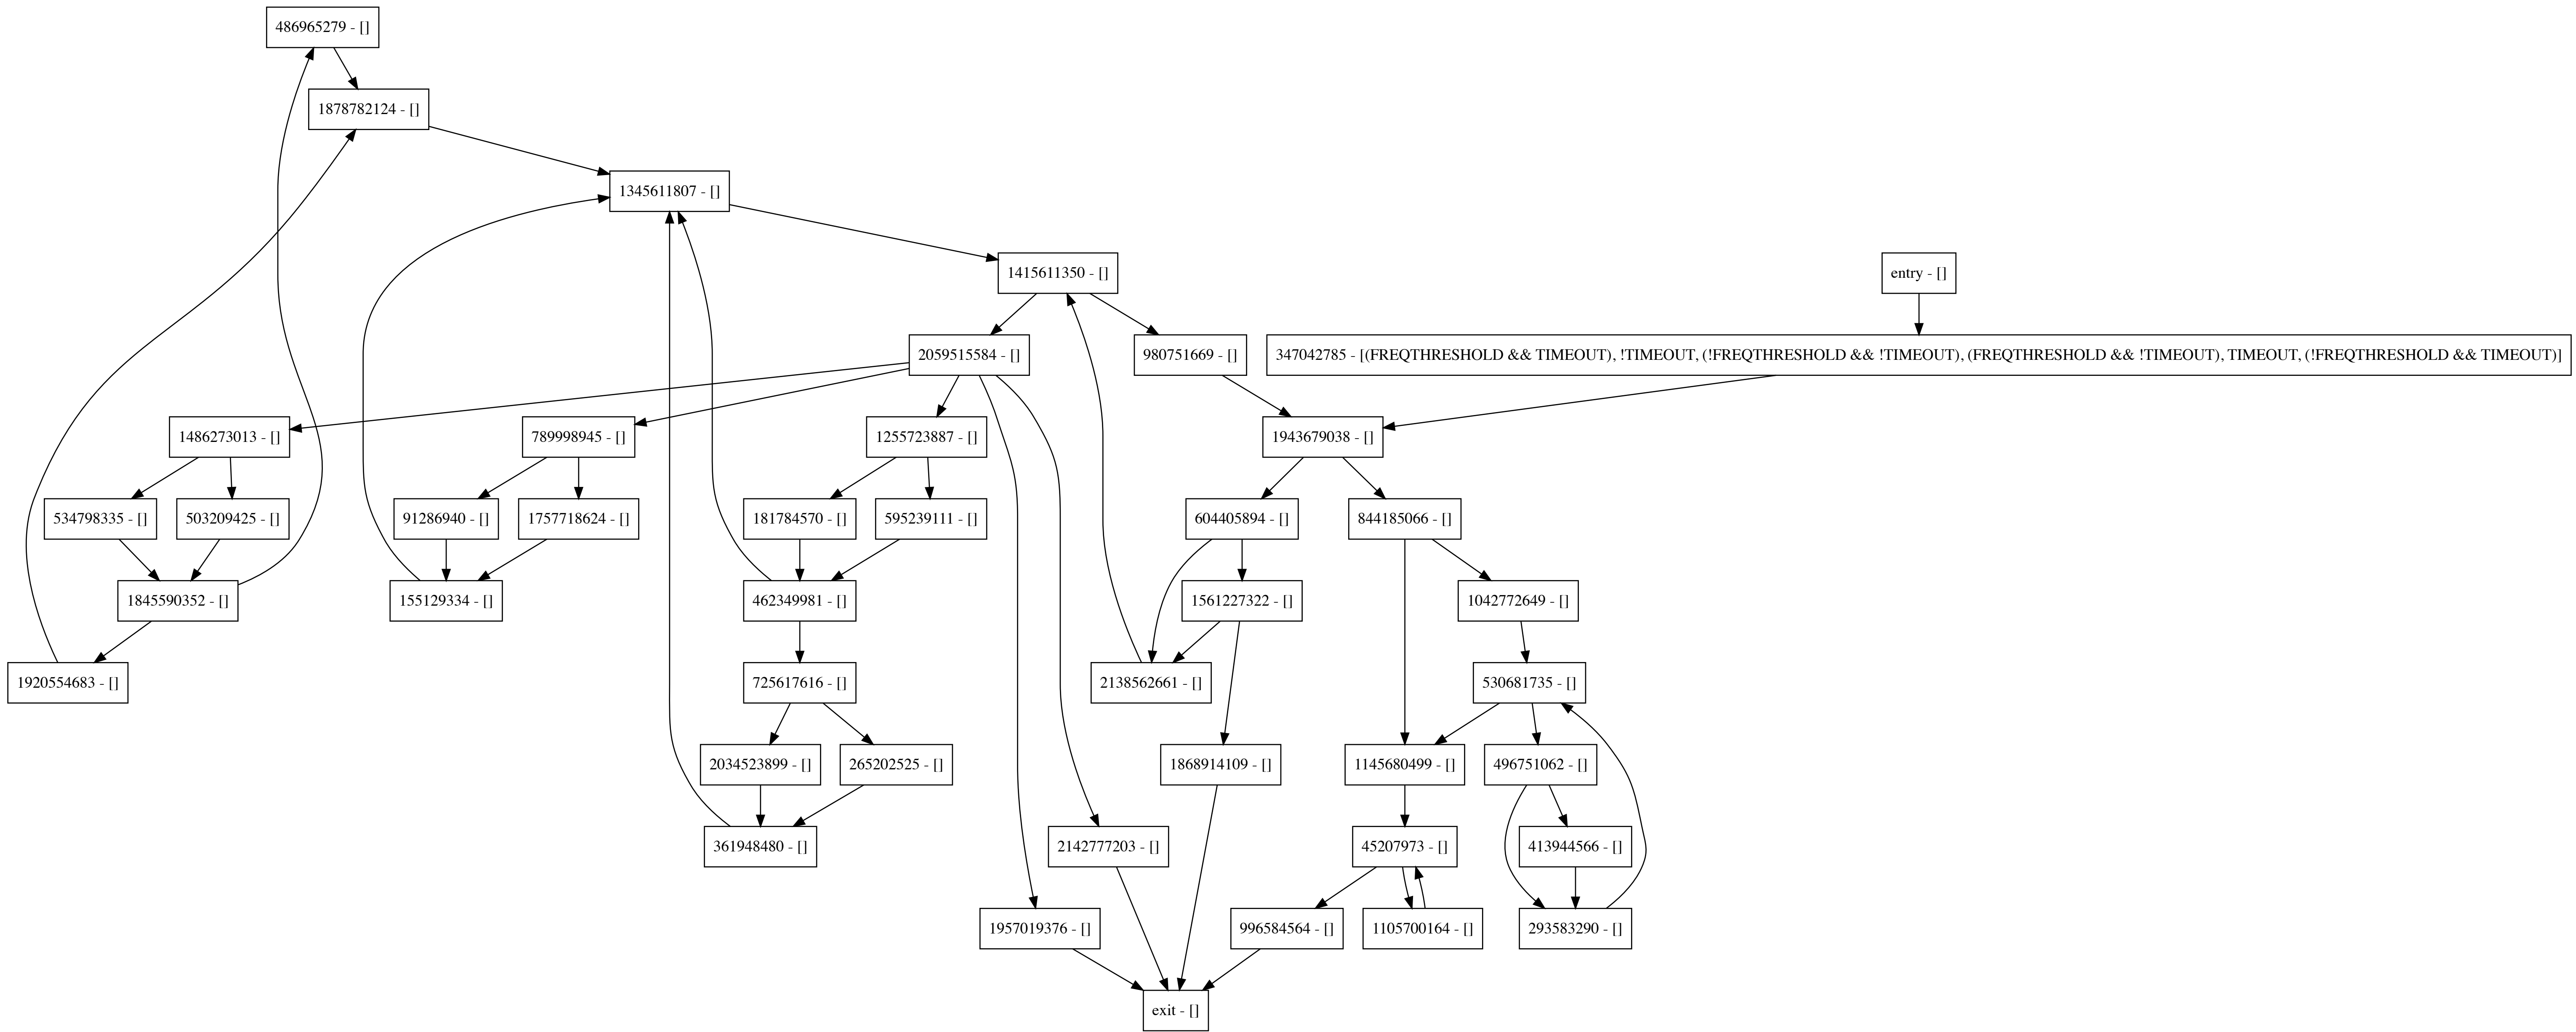 486965279 - []
1878782124 - []
1345611807 - []
1415611350 - []
entry - []
2059515584 - []
980751669 - []
347042785 - [(FREQTHRESHOLD && TIMEOUT), !TIMEOUT, (!FREQTHRESHOLD && !TIMEOUT), (FREQTHRESHOLD && !TIMEOUT), TIMEOUT, (!FREQTHRESHOLD && TIMEOUT)]
1486273013 - []
789998945 - []
1255723887 - []
1943679038 - []
534798335 - []
503209425 - []
91286940 - []
1757718624 - []
181784570 - []
595239111 - []
604405894 - []
844185066 - []
1845590352 - []
155129334 - []
462349981 - []
1561227322 - []
1042772649 - []
1920554683 - []
725617616 - []
2138562661 - []
530681735 - []
2034523899 - []
265202525 - []
1868914109 - []
1145680499 - []
496751062 - []
361948480 - []
2142777203 - []
45207973 - []
413944566 - []
1957019376 - []
996584564 - []
1105700164 - []
293583290 - []
exit - []